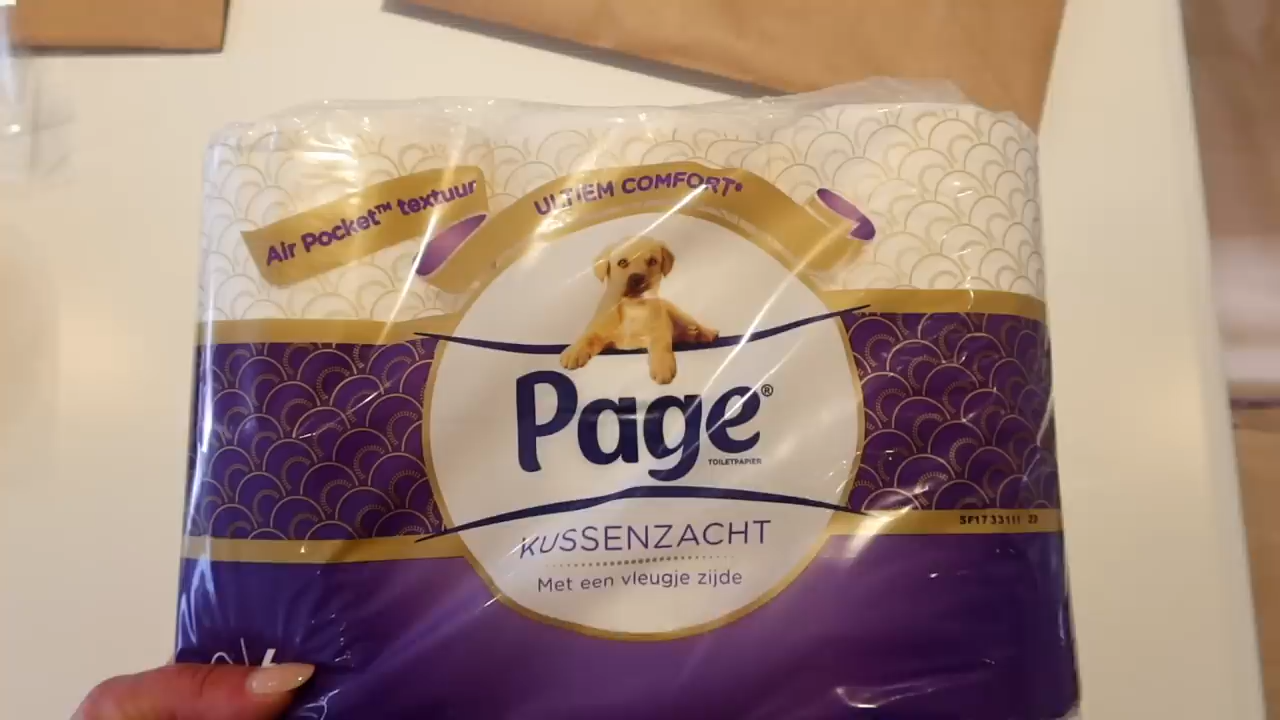 Air Pocket™ textuur
ULTIEM COMFORT*
Page®
TOILETPAPIER
KUSSENZACHT
Met een vleugje zijde